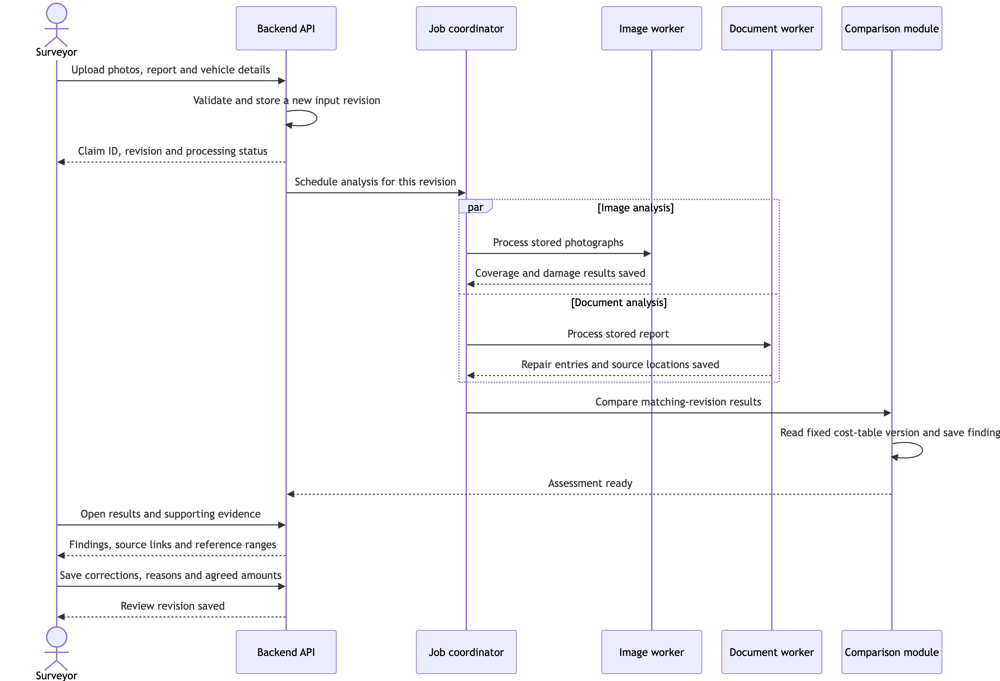 Surveyor
Backend API
Job coordinator
Image worker
Document worker
Comparison module
Upload photos, report and vehicle details
Validate and store a new input revision
Claim ID, revision and processing status
Schedule analysis for this revision
par
[Image analysis]
Process stored photographs
Coverage and damage results saved
[Document analysis]
Process stored report
Repair entries and source locations saved
Compare matching-revision results
Read fixed cost-table version and save finding
Assessment ready
Open results and supporting evidence
Findings, source links and reference ranges
Save corrections, reasons and agreed amounts
Review revision saved
Surveyor
Backend API
Job coordinator
Image worker
Document worker
Comparison module